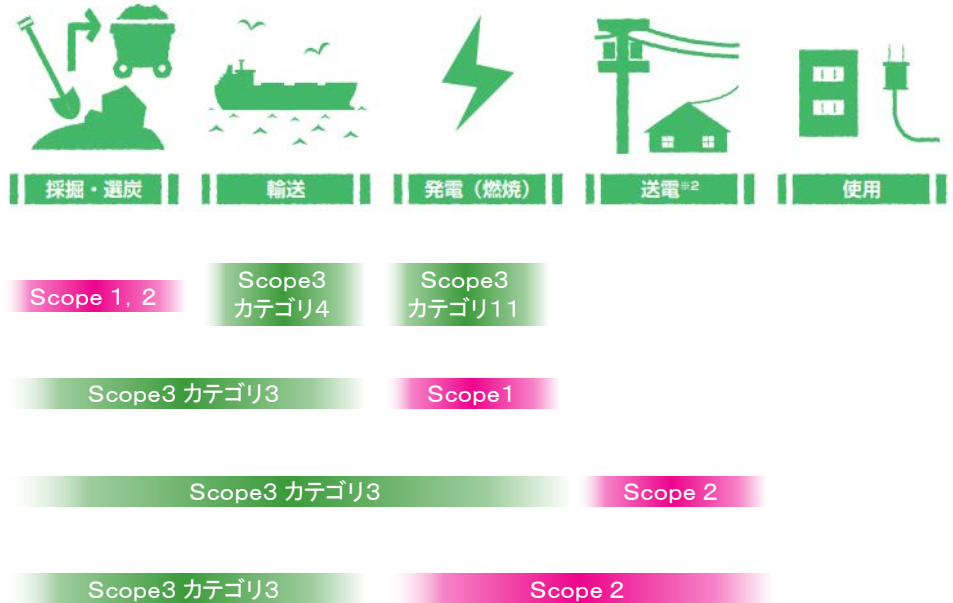 採掘・選炭
輸送
発電（燃焼）
送電※2
使用
Scope 1, 2
Scope3
カテゴリ4
Scope3
カテゴリ11
Scope3 カテゴリ3
Scope1
Scope3 カテゴリ3
Scope 2
Scope3 カテゴリ3
Scope 2